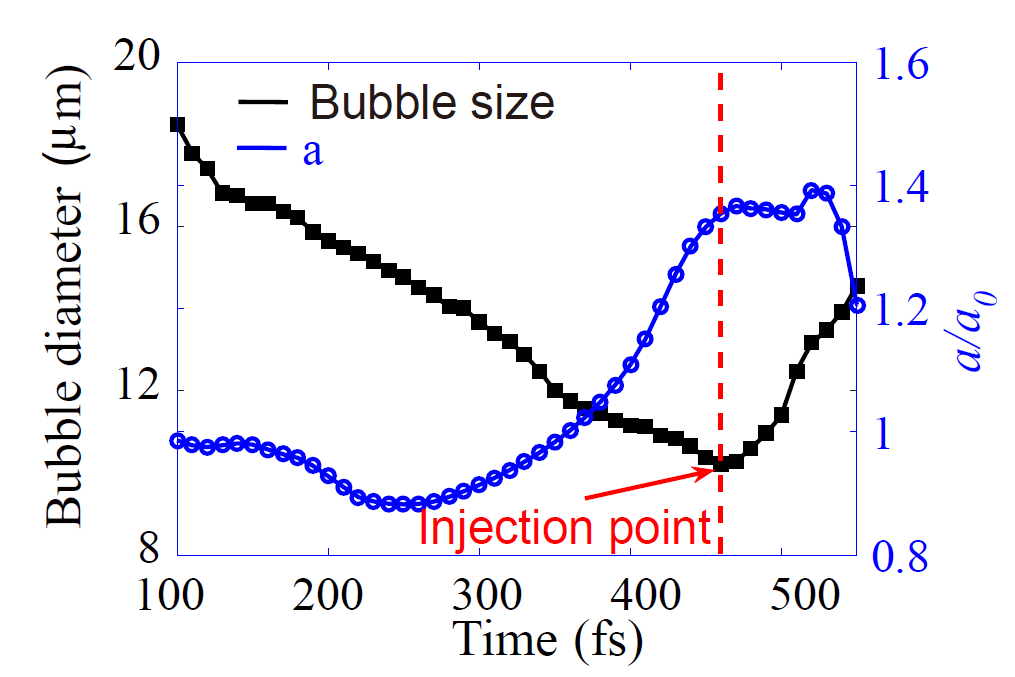 20
16
12
8
Bubble diameter (μm)
Bubble size
a
Injection point
1.6
1.4
1.2
1
0.8
a/a0
100 200 300 400 500
Time (fs)